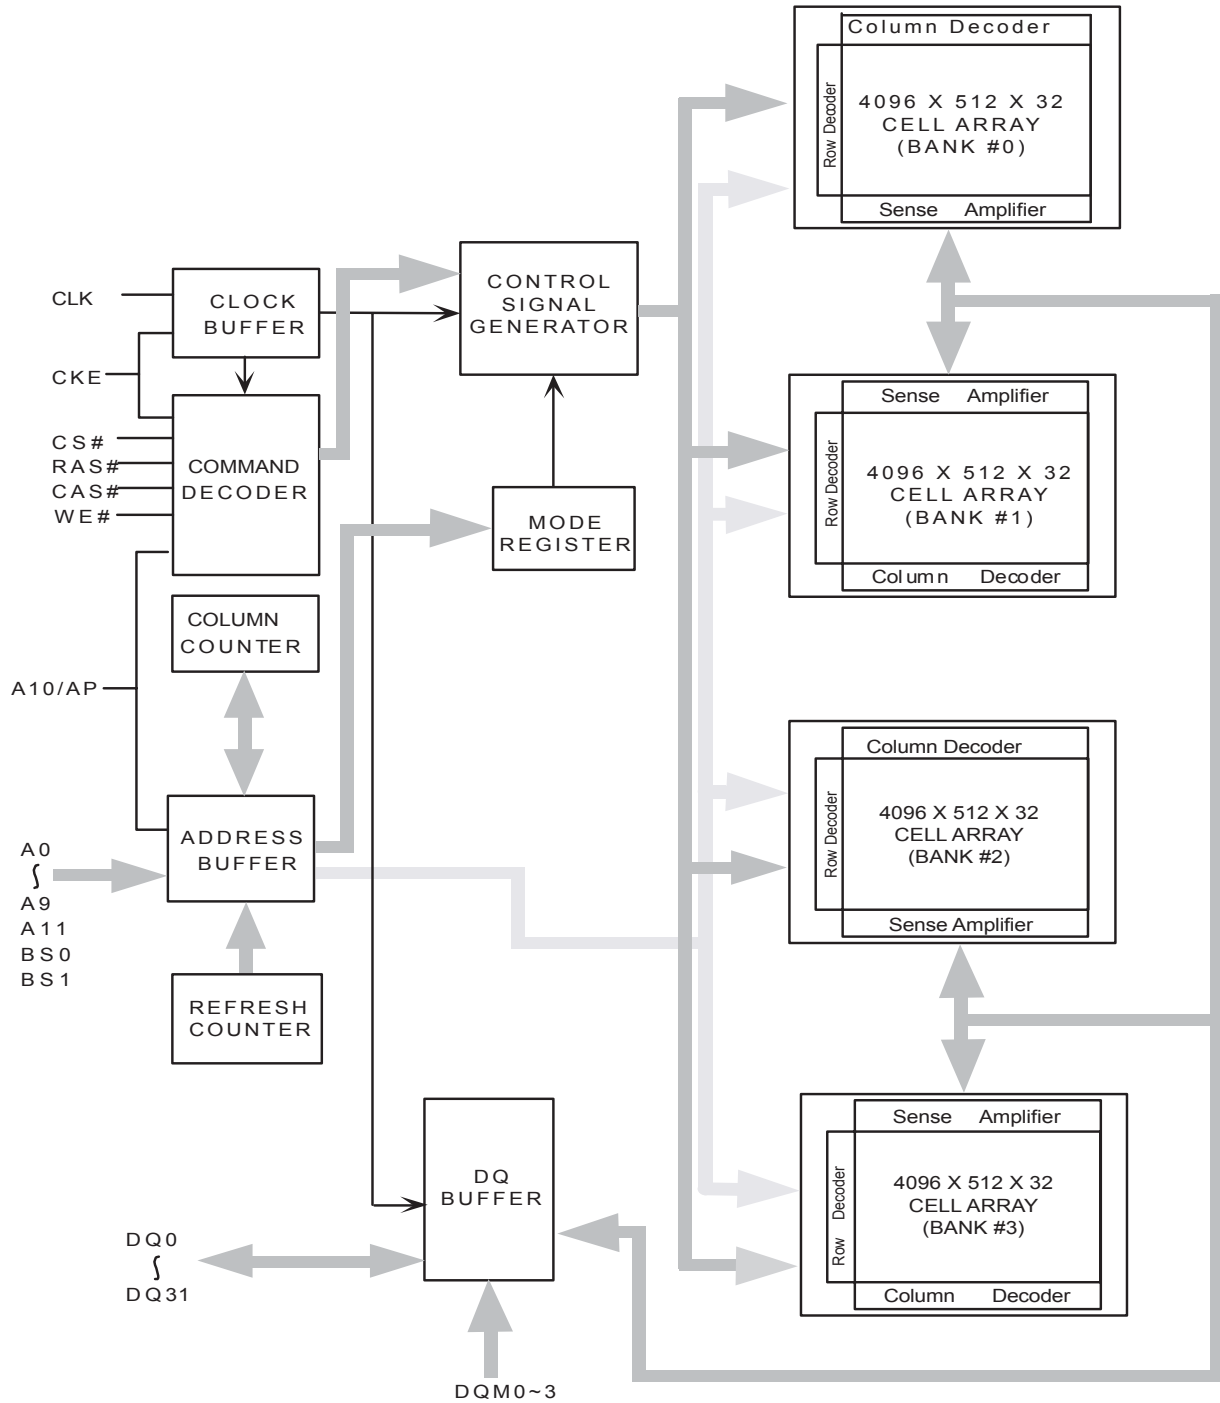 CLK
CKE
CS#
RAS#
CAS#
WE#
A10/AP
A0
A9
A11
BS0
BS1
DQ0
DQ31
DQM0~3
CLOCK
BUFFER
COMMAND
DECODER
COLUMN
COUNTER
ADDRESS
BUFFER
REFRESH
COUNTER
CONTROL
SIGNAL
GENERATOR
MODE
REGISTER
DQ
BUFFER
Column Decoder
Row Decoder
4096 X 512 X 32
CELL ARRAY
(BANK #0)
Sense Amplifier
Sense Amplifier
Row Decoder
4096 X 512 X 32
CELL ARRAY
(BANK #1)
Column Decoder
Column Decoder
Row Decoder
4096 X 512 X 32
CELL ARRAY
(BANK #2)
Sense Amplifier
Sense Amplifier
Row Decoder
4096 X 512 X 32
CELL ARRAY
(BANK #3)
Column Decoder